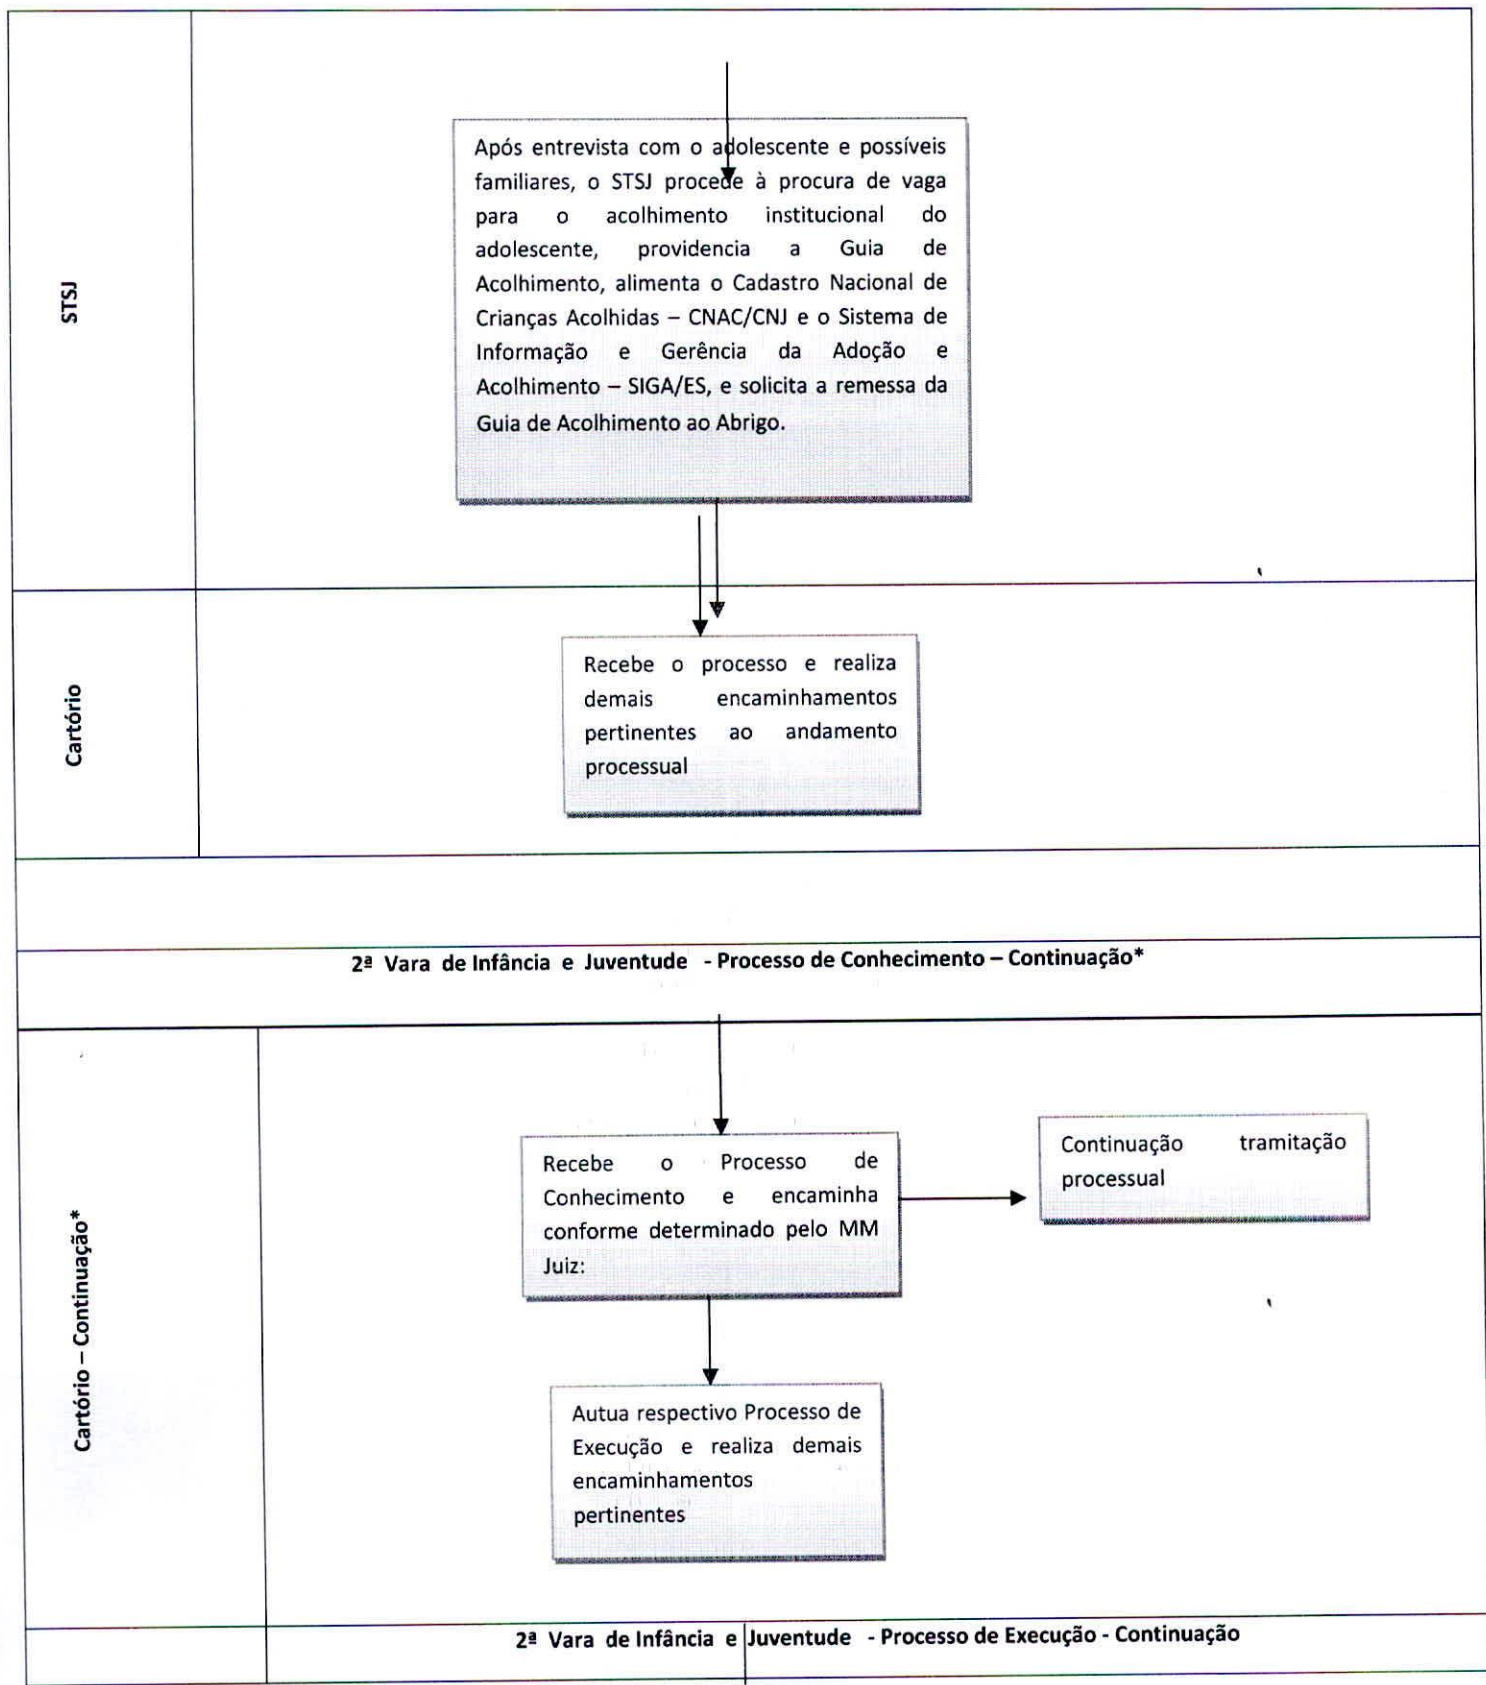 STSJ
Após entrevista com o adolescente e possíveis
familiares, o STSJ procede à procura de vaga
para o acolhimento institucional do
adolescente, providencia a Guia de
Acolhimento, alimenta o Cadastro Nacional de
Crianças Acolhidas – CNAC/CNJ e o Sistema de
Informação e Gerência da Adoção e
Acolhimento – SIGA/ES, e solicita a remessa da
Guia de Acolhimento ao Abrigo.
Cartório
Recebe o processo e realiza
demais encaminhamentos
pertinentes ao andamento
processual
2ª Vara de Infância e Juventude - Processo de Conhecimento – Continuação*
Cartório – Continuação*
Recebe o Processo de
Conhecimento e encaminha
conforme determinado pelo MM
Juiz:
Continuação tramitação
processual
Autua respectivo Processo de
Execução e realiza demais
encaminhamentos
pertinentes
2ª Vara de Infância e Juventude - Processo de Execução - Continuação